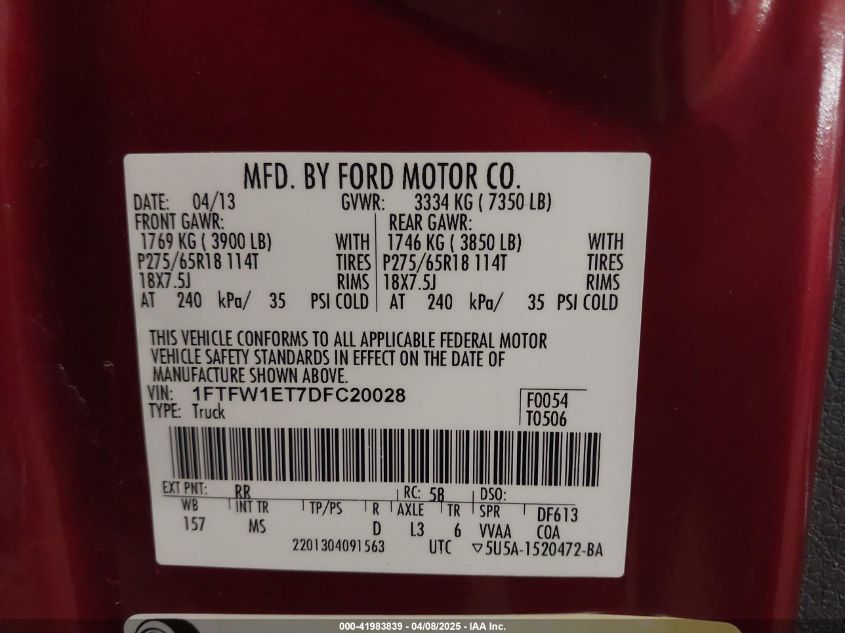 MFD. BY FORD MOTOR CO.
DATE: 04/13 GVWR: 3334 KG ( 7350 LB)
FRONT GAWR: REAR GAWR:
1769 KG ( 3900 LB) WITH 1746 KG ( 3850 LB) WITH
P275/65R18 114T TIRES P275/65R18 114T TIRES
18X7.5J RIMS 18X7.5J RIMS
AT 240 kPa/ 35 PSI COLD AT 240 kPa/ 35 PSI COLD
THIS VEHICLE CONFORMS TO ALL APPLICABLE FEDERAL MOTOR
VEHICLE SAFETY STANDARDS IN EFFECT ON THE DATE OF
MANUFACTURE SHOWN ABOVE.
VIN: 1FTFW1ET7DFC20028 F0054
TYPE: Truck T0506
EXT PNT: RR RC: 58 DSO:
WB INT TR TP/PS R AXLE TR SPR DF613
157 MS D L3 6 VVAA COA
2201304091563 UTC ▽5U5A-1520472-BA
000-41983839 - 04/08/2025 - IAA Inc.